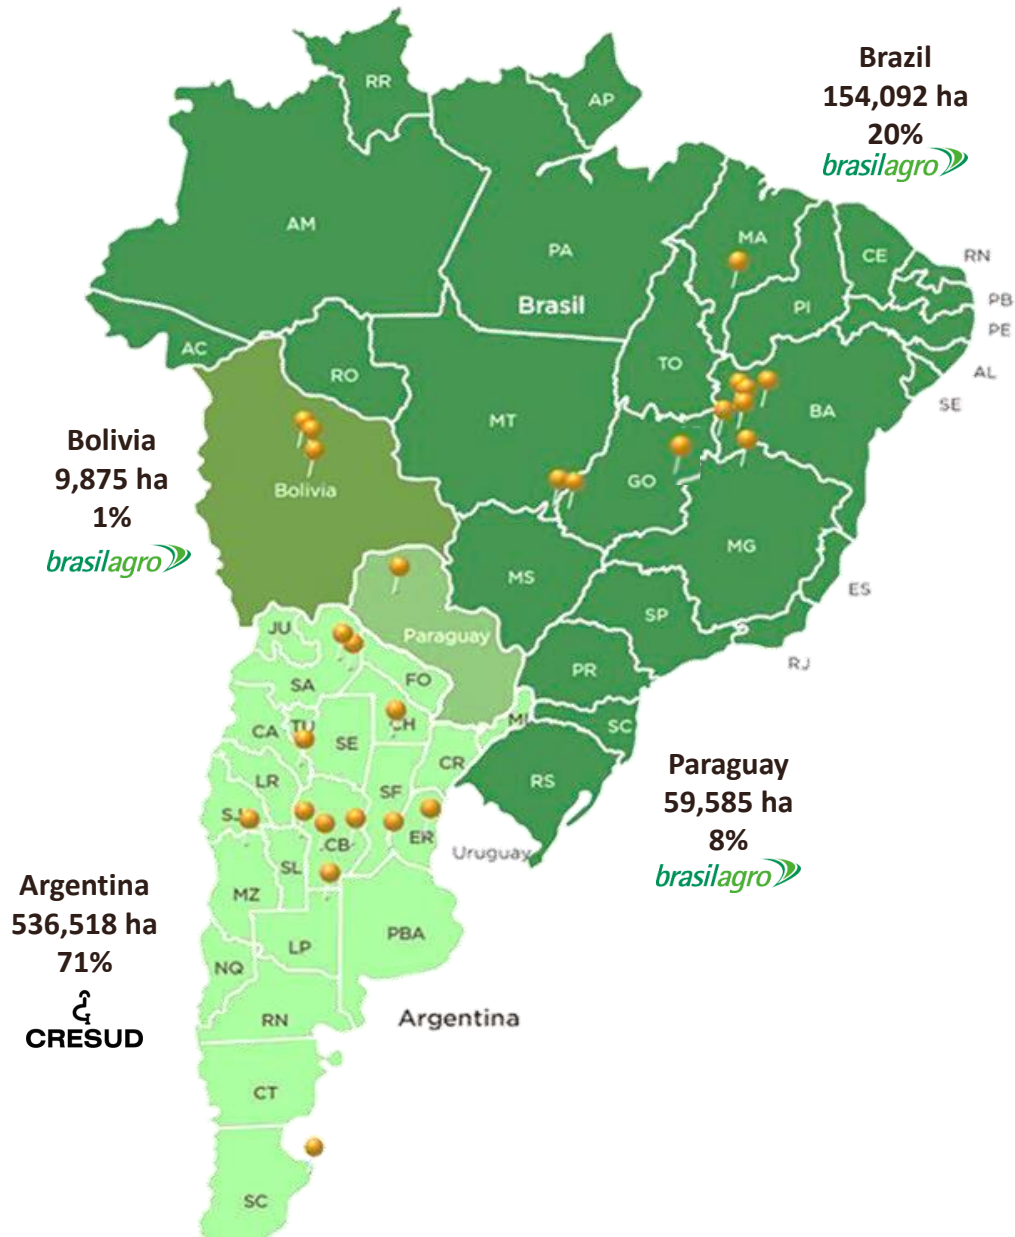 Brazil
154,092 ha
20%
brasilagro
RR
AP
AM
PA
MA
CE
RN
Brasil
PI
PB
PE
AC
RO
TO
AL
MT
BA
SE
Bolivia
9,875 ha
1%
brasilagro
Bolivia
GO
MG
MS
ES
SP
S
RJ
PR
Paraguay
JU
SA
FO
CA
TU
SE
CH
MI
SC
CR
LR
SF
RS
SJ
CB
ER
Uruguay
SL
MZ
Paraguay
59,585 ha
8%
brasilagro
Argentina
536,518 ha
71%
CRESUD
PBA
LP
NQ
RN
Argentina
CT
SC